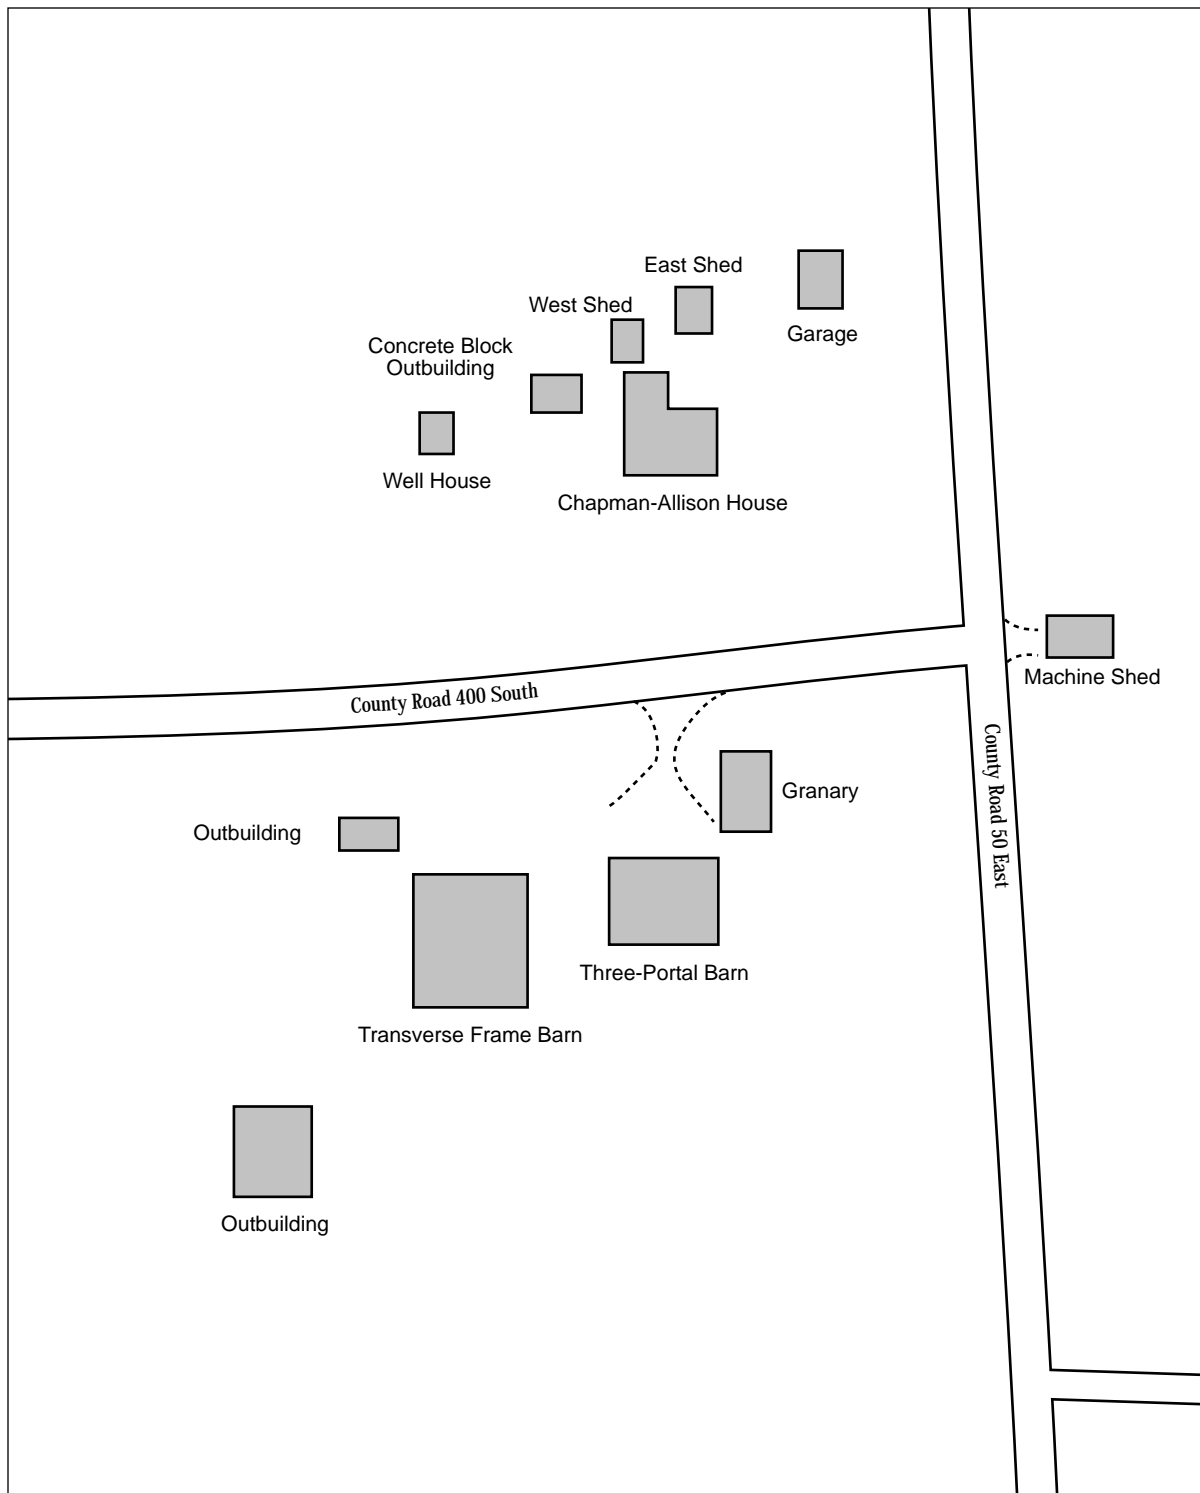 East Shed
West Shed
Garage
Concrete Block
Outbuilding
Well House
Chapman-Allison House
Machine Shed
County Road 400 South
County Road 50 East
Granary
Outbuilding
Three-Portal Barn
Transverse Frame Barn
Outbuilding